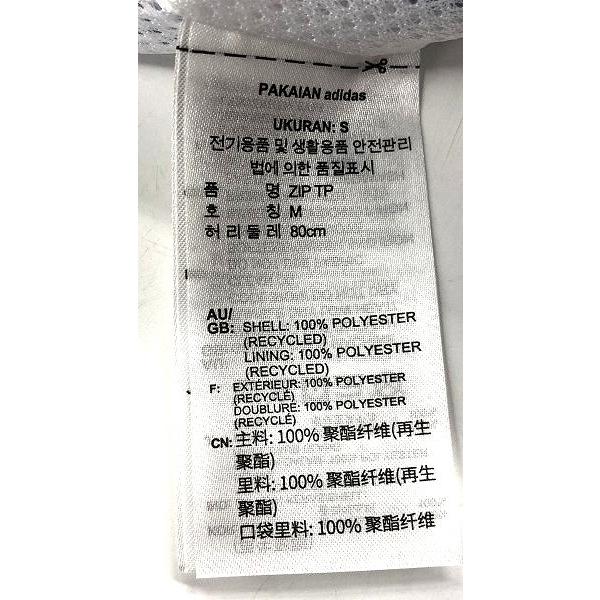 PAKAIAN adidas
UKURAN: S
전기용품 및 생활용품 안전관리
법에 의한 품질표시
품 명 ZIP TP
호 칭 M
허리둘레 80cm
AU/
GB: SHELL: 100% POLYESTER
(RECYCLED)
LINING: 100% POLYESTER
(RECYCLED)
F: EXTÉRIEUR: 100% POLYESTER
(RECYCLÉ)
DOUBLURE: 100% POLYESTER
(RECYCLÉ)
CN: 主料: 100% 聚酯纤维(再生
聚酯)
里料: 100% 聚酯纤维(再生
聚酯)
口袋里料: 100% 聚酯纤维